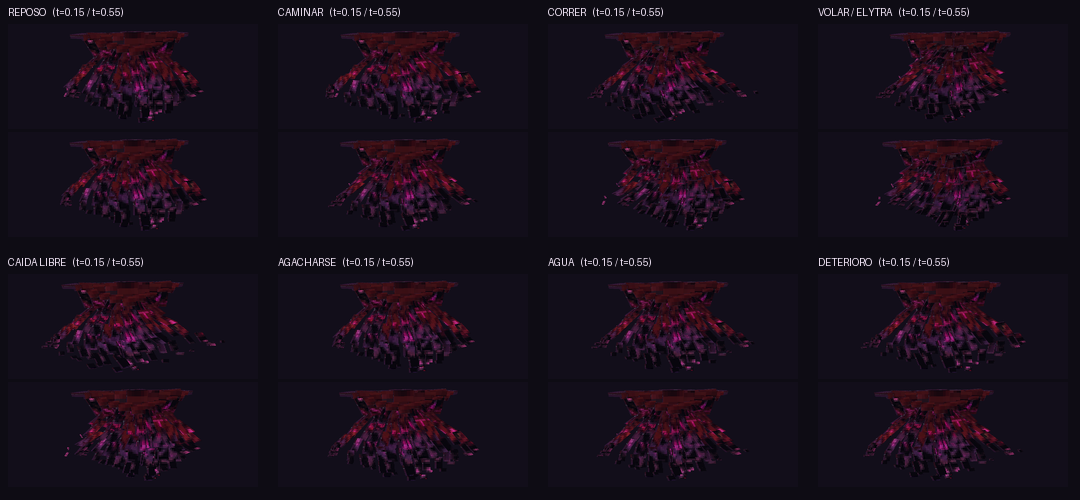 REPOSO (t=0.15 / t=0.55)
CAMINAR (t=0.15 / t=0.55)
CORRER (t=0.15 / t=0.55)
VOLAR / ELYTRA (t=0.15 / t=0.55)
CAIDA LIBRE (t=0.15 / t=0.55)
AGACHARSE (t=0.15 / t=0.55)
AGUA (t=0.15 / t=0.55)
DETERIORO (t=0.15 / t=0.55)